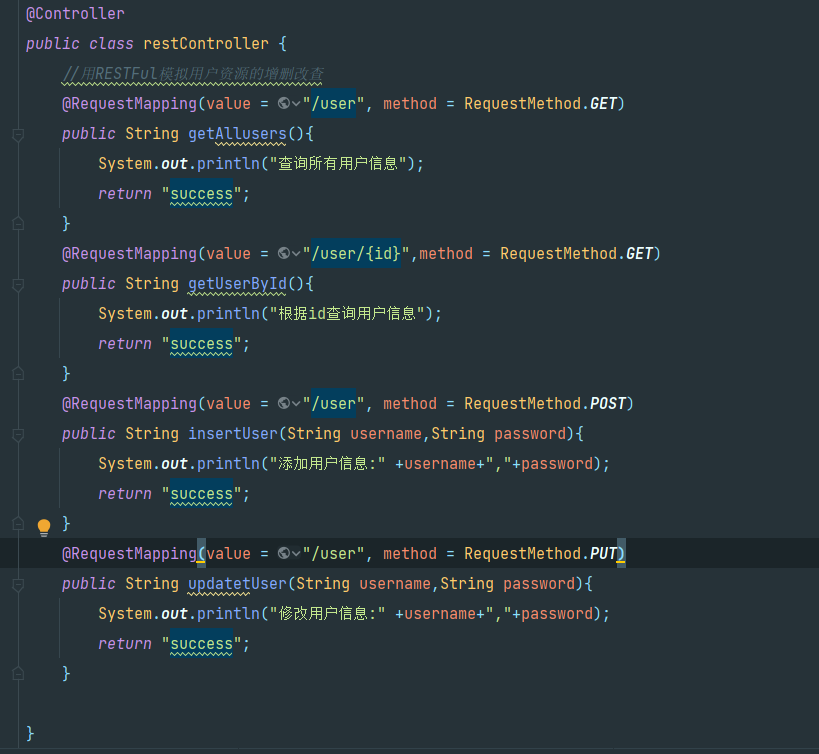 @Controller
public class restController {
//用RESTFul模拟用户资源的增删改查
@RequestMapping(value = "/user", method = RequestMethod.GET)
public String getAllusers(){
System.out.println("查询所有用户信息");
return "success";
}
@RequestMapping(value = "/user/{id}",method = RequestMethod.GET)
public String getUserById(){
System.out.println("根据id查询用户信息");
return "success";
}
@RequestMapping(value = "/user", method = RequestMethod.POST)
public String insertUser(String username,String password){
System.out.println("添加用户信息:" +username+","+password);
return "success";
}
@RequestMapping(value = "/user", method = RequestMethod.PUT)
public String updatetUser(String username,String password){
System.out.println("修改用户信息:" +username+","+password);
return "success";
}
}